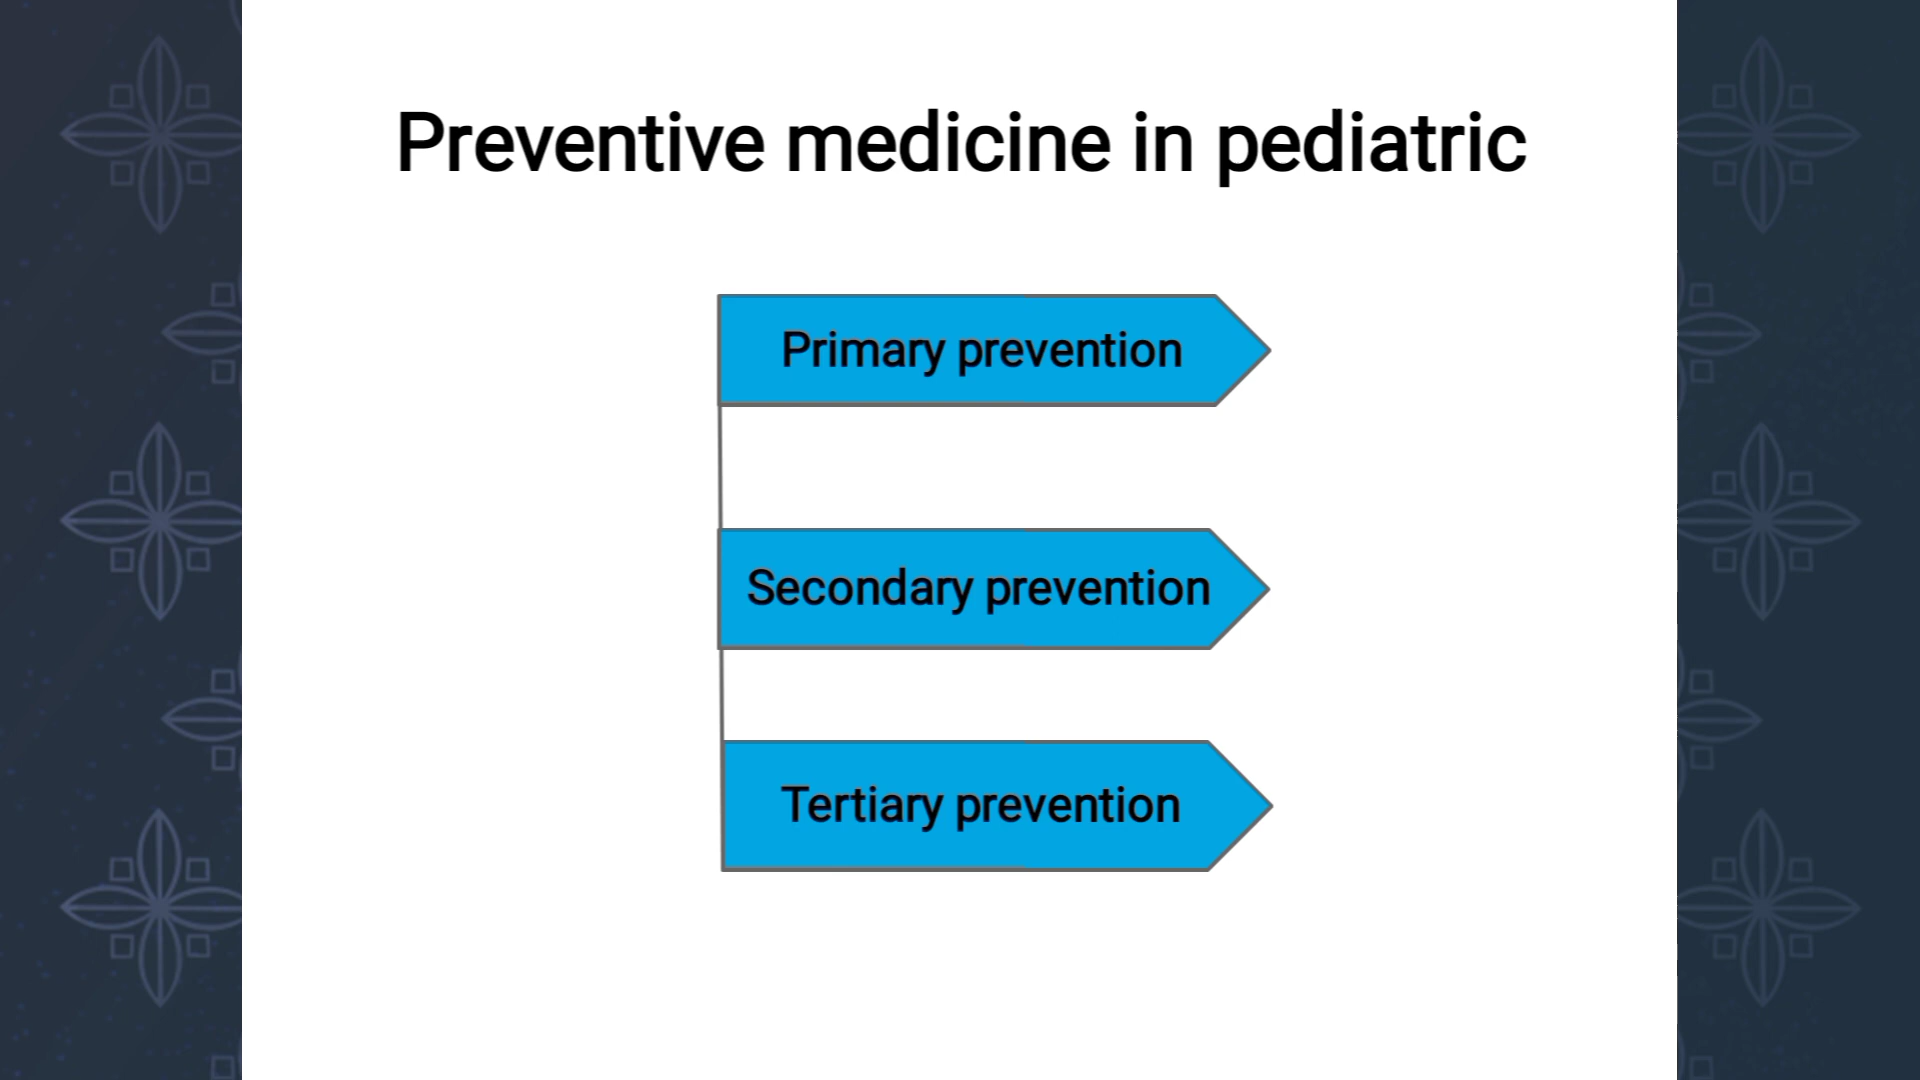 Preventive medicine in pediatric
Primary prevention
Secondary prevention
Tertiary prevention